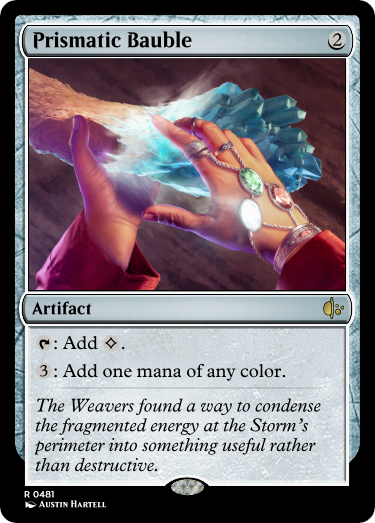 Prismatic Bauble 2
Artifact
: Add .
3: Add one mana of any color.
The Weavers found a way to condense
the fragmented energy at the Storm's
perimeter into something useful rather
than destructive.
R 0481
Austin Hartell